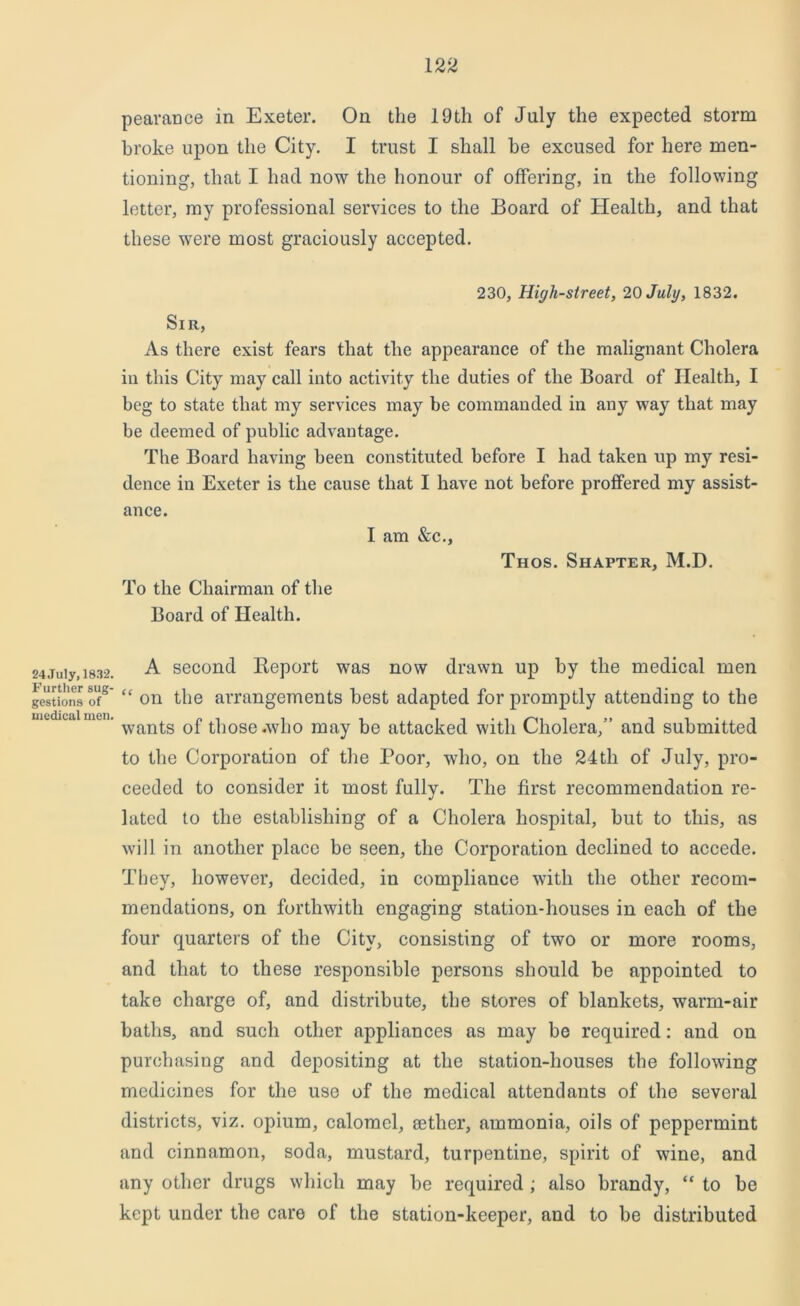 122
pearance in Exeter. On the 19th of July the expected storm
broke upon the City. I trust I shall be excused for here men-
tioning, that I had now the honour of offering, in the following
letter, my professional services to the Board of Health, and that
these were most graciously accepted.
230, High-street, 20 July, 1832.
Sir,
As there exist fears that the appearance of the malignant Cholera
in this City may call into activity the duties of the Board of Health, I
beg to state that my services may be commanded in any way that may
be deemed of public advantage.
The Board having been constituted before I had taken up my resi-
dence in Exeter is the cause that I have not before proffered my assist-
ance.
I am &c.,
Thos. Shapter, M.D.
To the Chairman of the
Board of Health.
24 July, 1832.
Further sug-
gestions of
medical men.
A second Report was now drawn up by the medical men
“ on the arrangements best adapted for promptly attending to the
wants of those who may be attacked with Cholera,” and submitted
to the Corporation of the Poor, who, on the 24th of July, pro-
ceeded to consider it most fully. The first recommendation re-
lated to the establishing of a Cholera hospital, but to this, as
will in another place be seen, the Corporation declined to accede.
They, however, decided, in compliance with the other recom-
mendations, on forthwith engaging station-houses in each of the
four quarters of the City, consisting of two or more rooms,
and that to these responsible persons should be appointed to
take charge of, and distribute, the stores of blankets, warm-air
baths, and such other appliances as may be required: and on
purchasing and depositing at the station-houses the following
medicines for the use of the medical attendants of the several
districts, viz. opium, calomel, æther, ammonia, oils of peppermint
and cinnamon, soda, mustard, turpentine, spirit of wine, and
any other drugs which may be required ; also brandy, “ to be
kept under the care of the station-keeper, and to be distributed